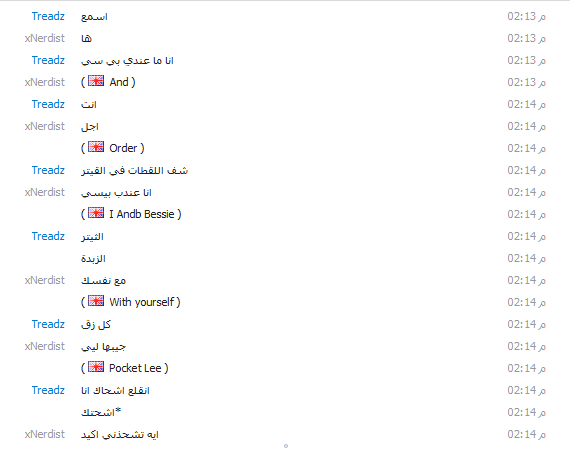 Treadz اسمع 02:13 م
xNerdist ها 02:13 م
Treadz انا ما عندي بي سي 02:13 م
xNerdist ( And ) 02:13 م
Treadz انت 02:14 م
xNerdist اجل 02:14 م
( Order ) 02:14 م
Treadz شف اللقطات في القيتر 02:14 م
xNerdist انا عندب بيسي 02:14 م
( I Andb Bessie ) 02:14 م
Treadz الثيتر 02:14 م
الزبدة 02:14 م
xNerdist مع نفسك 02:14 م
( With yourself ) 02:14 م
Treadz كل زق 02:14 م
xNerdist جيبها ليي 02:14 م
( Pocket Lee ) 02:14 م
Treadz انقلع اشحاك انا 02:14 م
اشحتك* 02:14 م
xNerdist ايه تشحذني اكيد 02:14 م